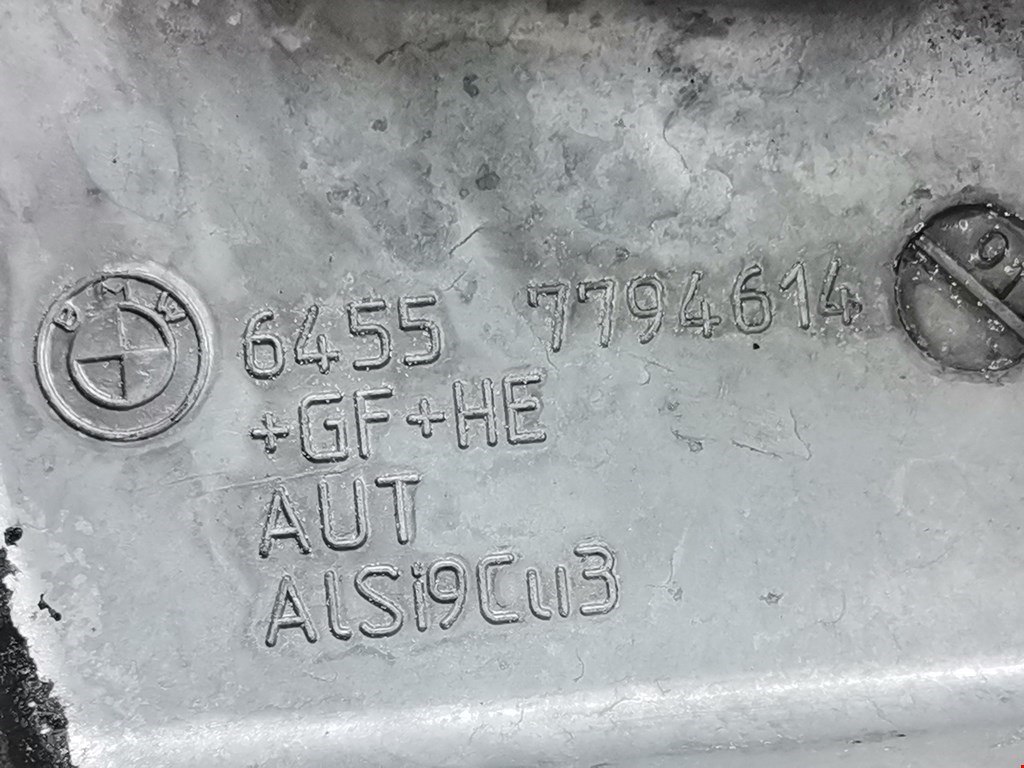 BMW
6455 7794614
+GF+HE
AUT
AlSi9Cu3